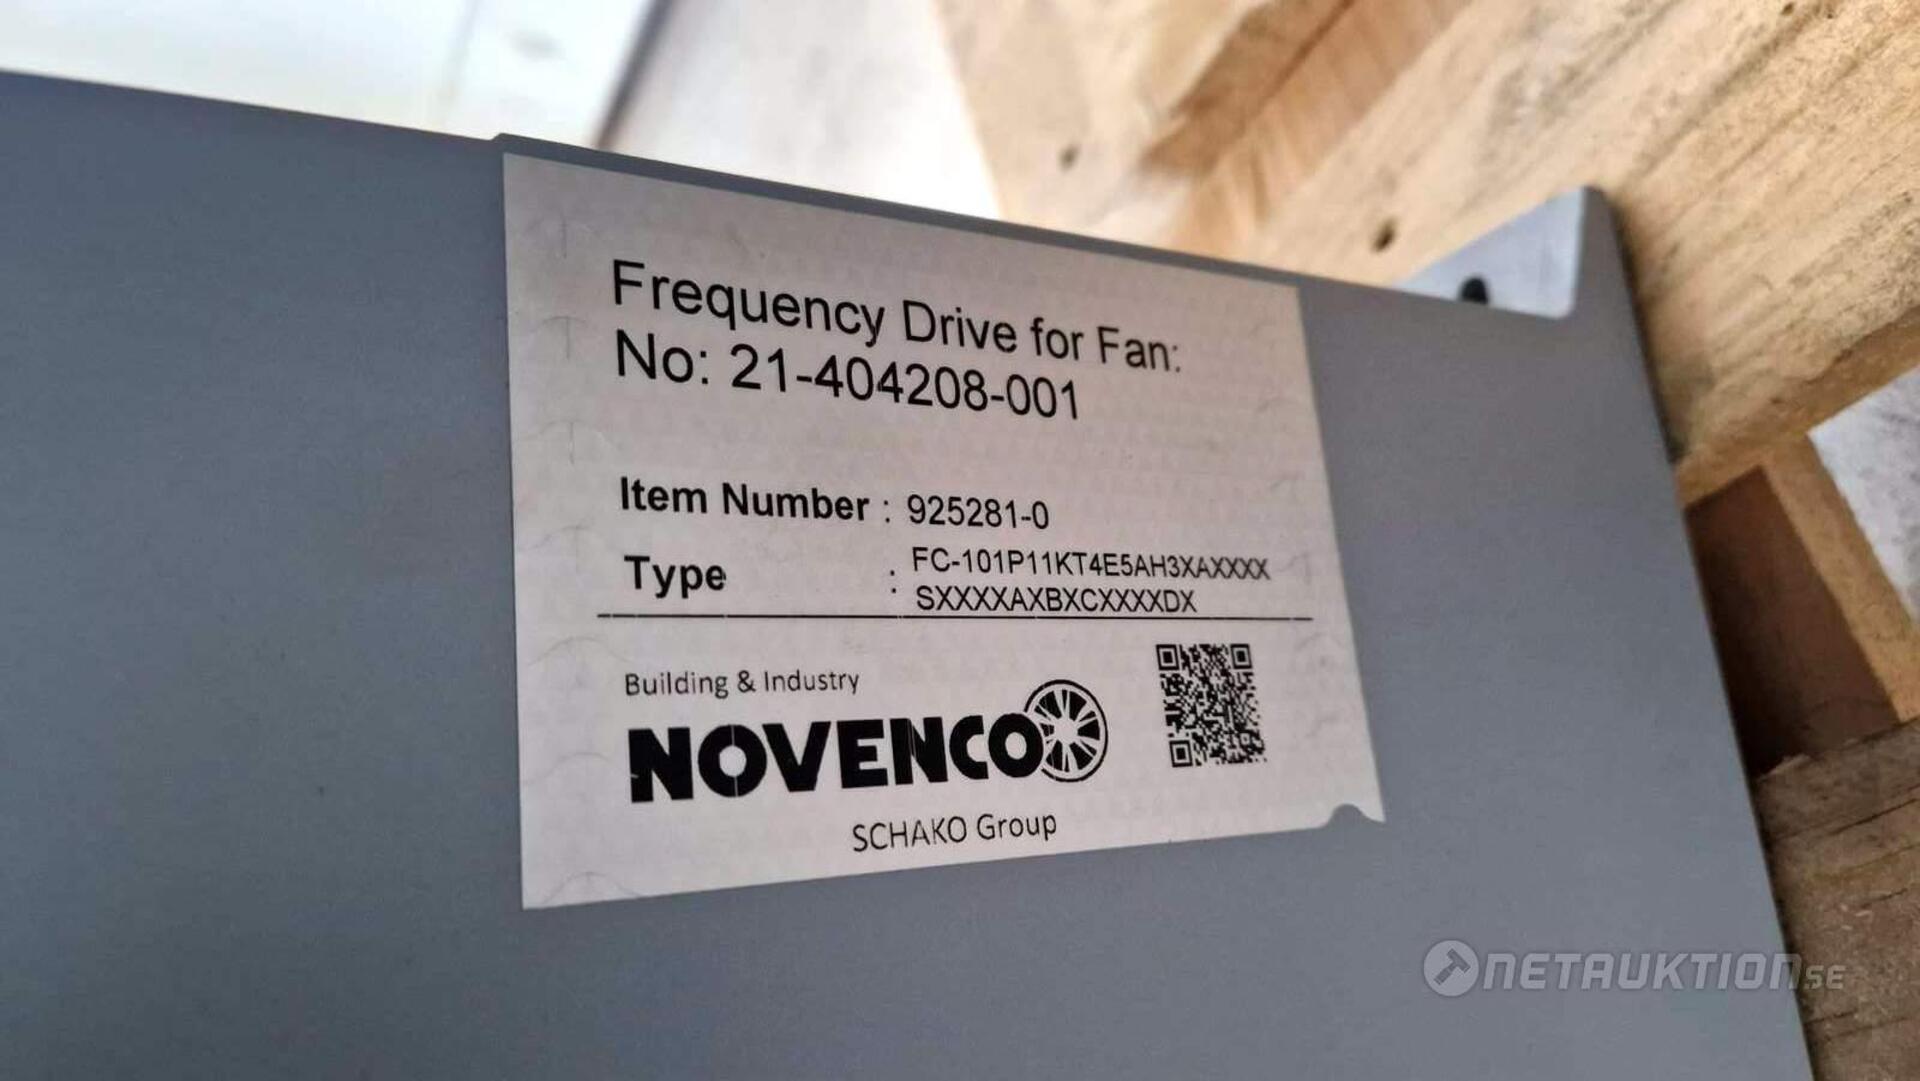 Frequency Drive for Fan:
No: 21-404208-001
Item Number : 925281-0
Type : FC-101P11KT4E5AH3XAXXXX
: SXXXXAXBXCXXXXDX
Building & Industry
NOVENCO
SCHAKO Group
NETAUKTION.SE